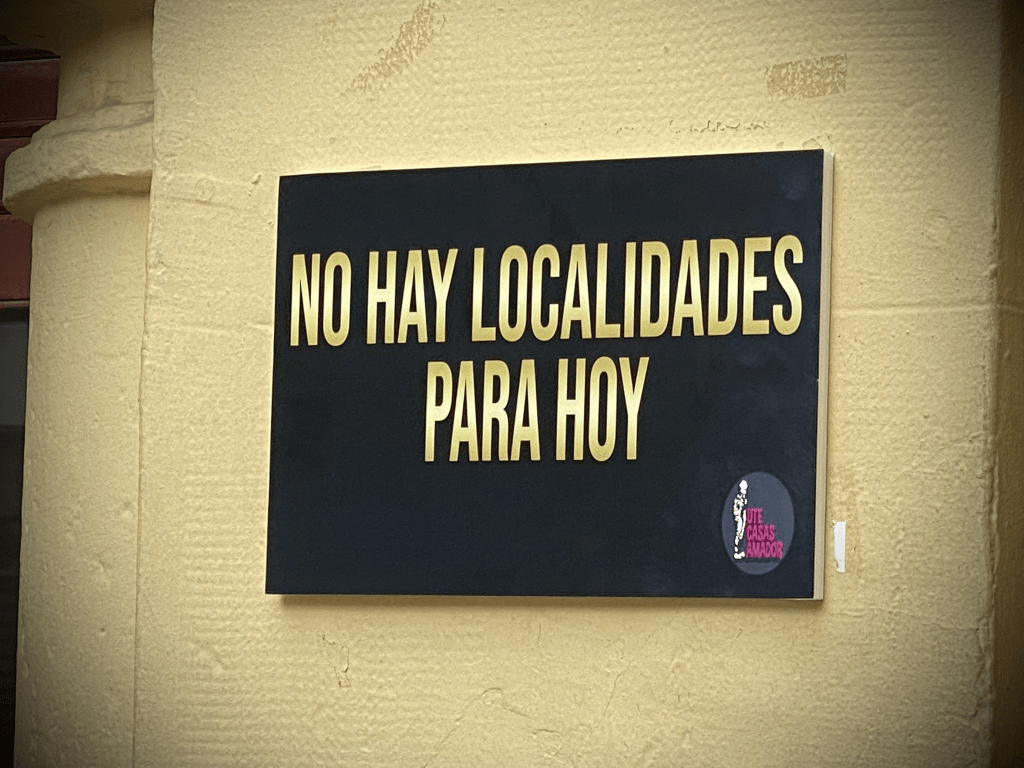 NO HAY LOCALIDADES
PARA HOY
UTE
CASAS
AMADOR